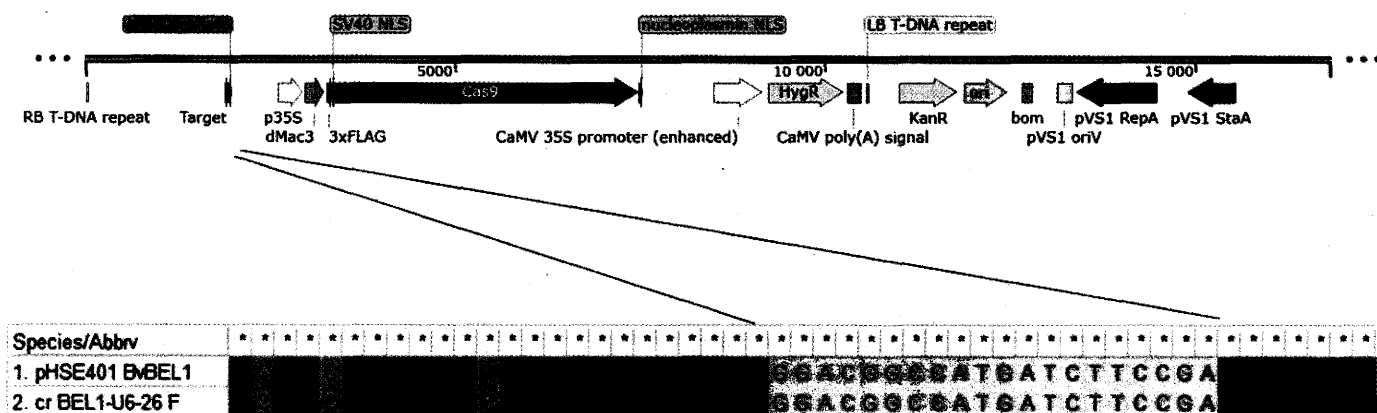 SV40 NLS nucleoplasmin NLS LB T-DNA repeat
5000 10 000 15 000
Cas9 HygR ori
RB T-DNA repeat Target p35S KanR bom pVS1 RepA pVS1 StaA
dMac3 3xFLAG CaMV 35S promoter (enhanced) CaMV poly(A) signal pVS1 oriV
Species/Abbrv * * * * * * * * * * * * * * * * * * * * * * * * * * * * * * * * * * * * * * * * * * * * * * * * * *
1. pHSE401 BvBEL1 GGACGGCCATGATCTTCCGA
2. cr BEL1-U6-26 F GGACGGCCATGATCTTCCGA